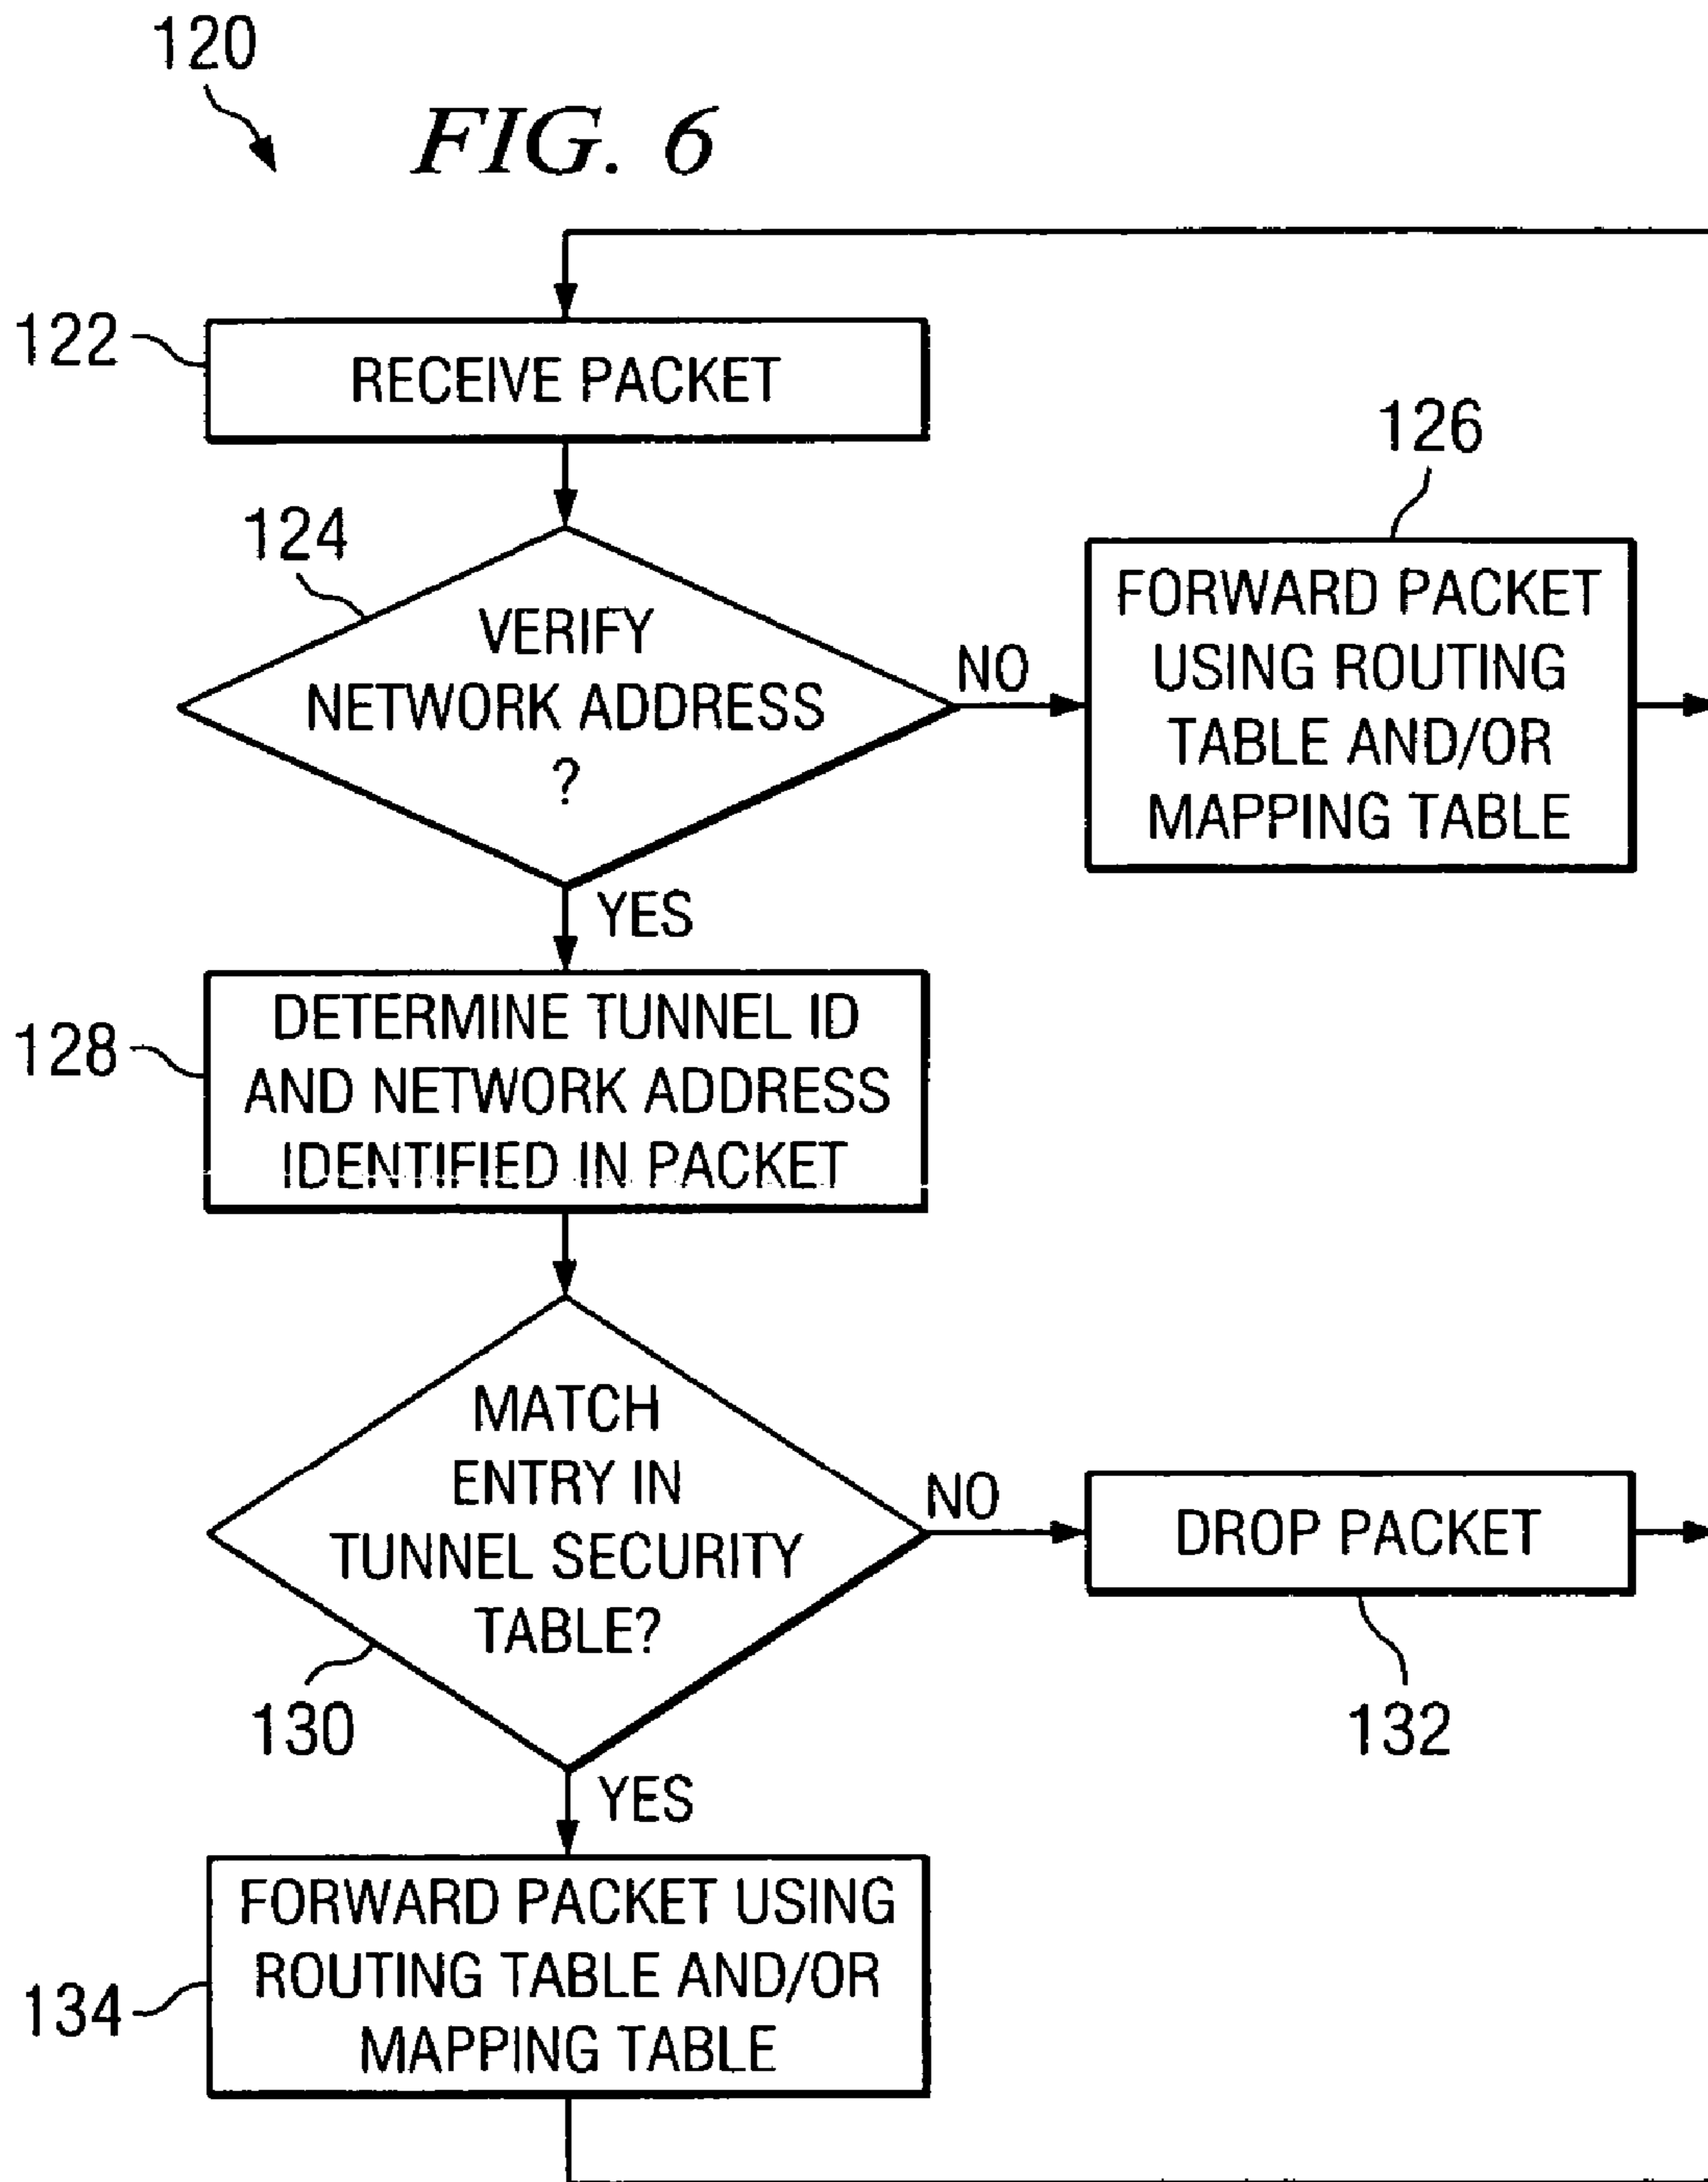 120
FIG. 6
122
RECEIVE PACKET
124
VERIFY
NETWORK ADDRESS
?
NO
126
FORWARD PACKET
USING ROUTING
TABLE AND/OR
MAPPING TABLE
YES
128
DETERMINE TUNNEL ID
AND NETWORK ADDRESS
IDENTIFIED IN PACKET
MATCH
ENTRY IN
TUNNEL SECURITY
TABLE?
130
NO
DROP PACKET
132
YES
134
FORWARD PACKET USING
ROUTING TABLE AND/OR
MAPPING TABLE